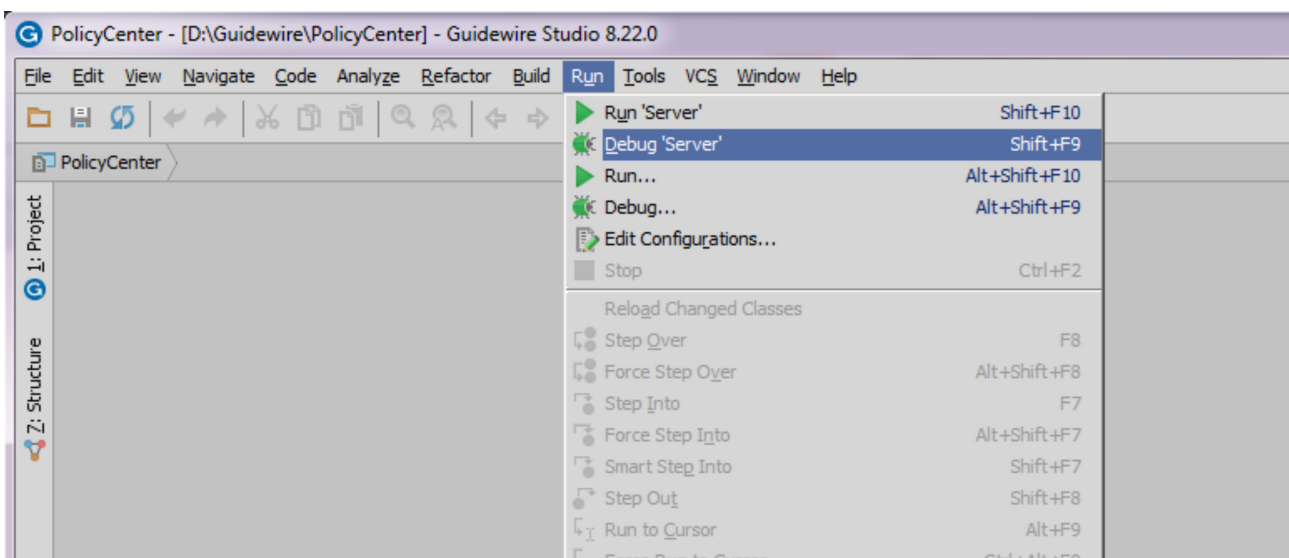 PolicyCenter - [D:\Guidewire\PolicyCenter] - Guidewire Studio 8.22.0
File Edit View Navigate Code Analyze Refactor Build Run Tools VCS Window Help
PolicyCenter
1: Project
Z: Structure
Run 'Server' Shift+F10
Debug 'Server' Shift+F9
Run... Alt+Shift+F10
Debug... Alt+Shift+F9
Edit Configurations...
Stop Ctrl+F2
Reload Changed Classes
Step Over F8
Force Step Over Alt+Shift+F8
Step Into F7
Force Step Into Alt+Shift+F7
Smart Step Into Shift+F7
Step Out Shift+F8
Run to Cursor Alt+F9